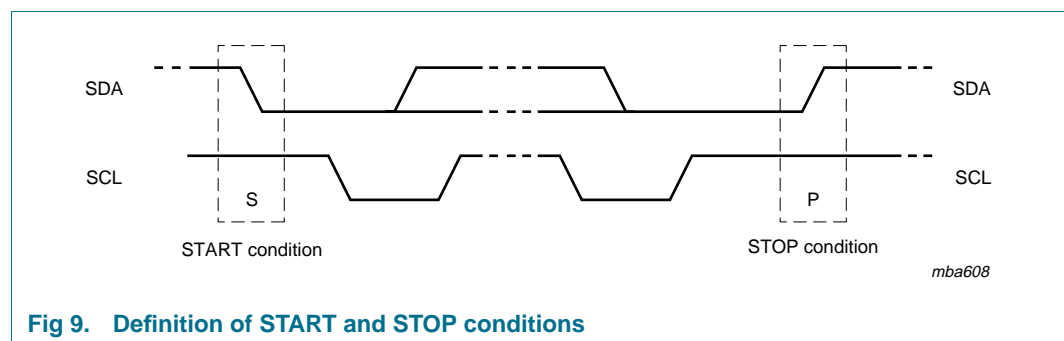 SDA SDA
SCL SCL
S P
START condition STOP condition
mba608
Fig 9. Definition of START and STOP conditions